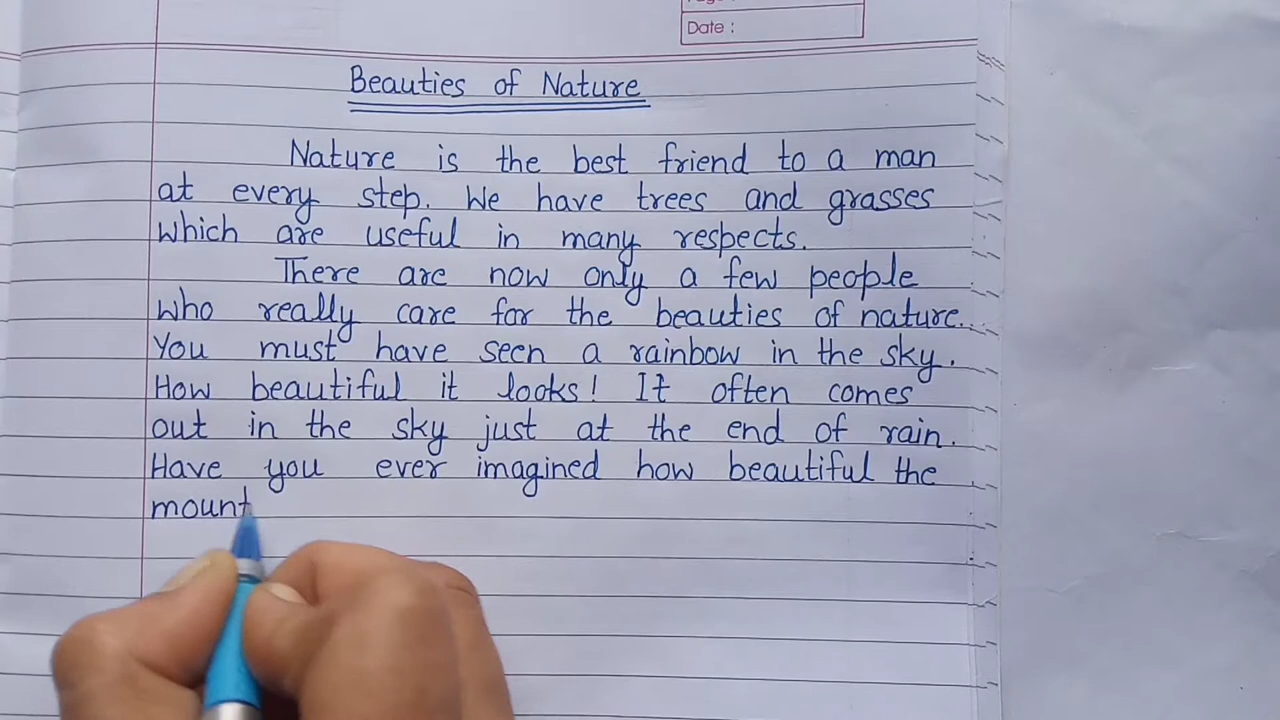 Date :
Beauties of Nature
Nature is the best friend to a man
at every step. We have trees and grasses
which are useful in many respects.
There are now only a few people
who really care for the beauties of nature.
You must have seen a rainbow in the sky.
How beautiful it looks! It often comes
out in the sky just at the end of rain.
Have you ever imagined how beautiful the
mount